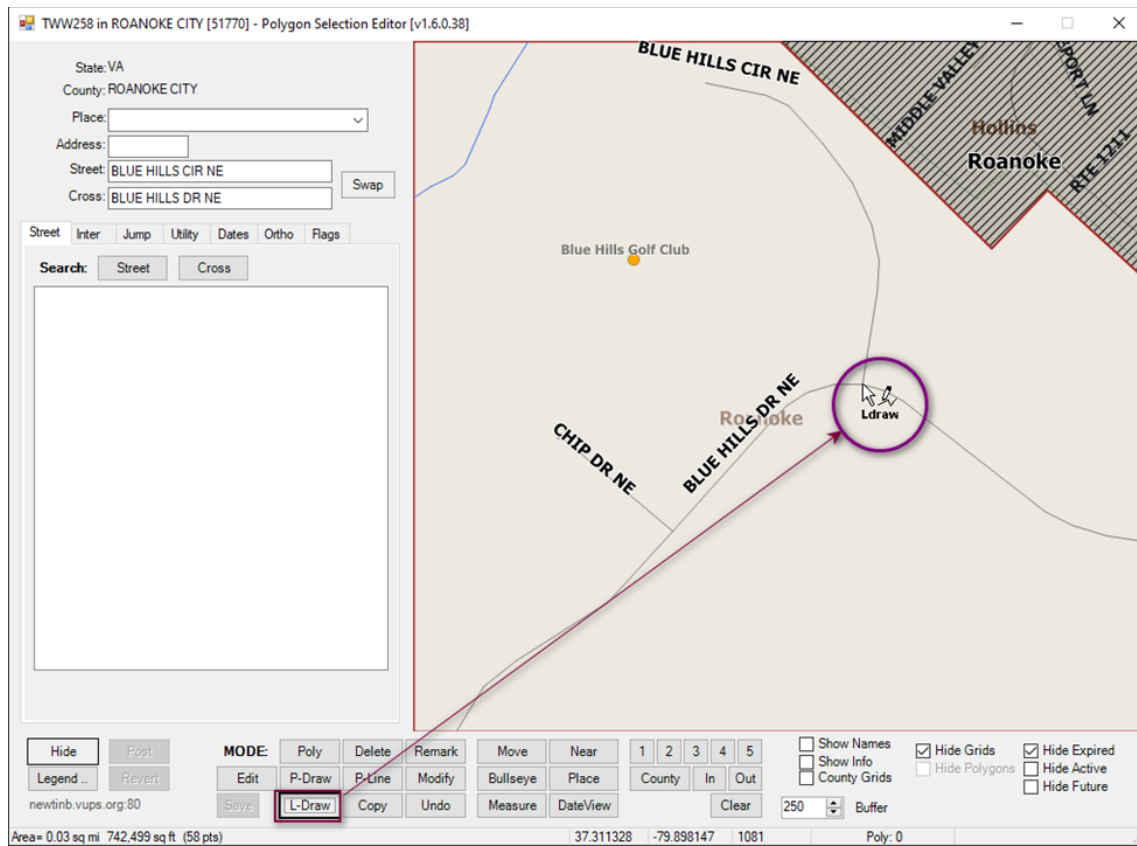 TWW258 in ROANOKE CITY [51770] - Polygon Selection Editor [v1.6.0.38]
State: VA
County: ROANOKE CITY
Place:
Address:
Street: BLUE HILLS CIR NE
Cross: BLUE HILLS DR NE
Swap
Street Inter Jump Utility Dates Ortho Flags
Search: Street Cross
BLUE HILLS CIR NE
MIDDLE VALLEY
EPORT LN
Hollins
Roanoke
RTE 1211
Blue Hills Golf Club
Ldraw
Roanoke
BLUE HILLS DR NE
CHIP DR NE
Hide Post MODE: Poly Delete Remark Move Near 1 2 3 4 5 Show Names Hide Grids Hide Expired
Show Info
Legend .. Revert Edit P-Draw P-Line Modify Bullseye Place County In Out County Grids Hide Polygons Hide Active
Hide Future
newtinb.vups.org:80 Save L-Draw Copy Undo Measure DateView Clear 250 Buffer
Area= 0.03 sq mi 742,499 sq ft (58 pts) 37.311328 -79.898147 1081 Poly: 0